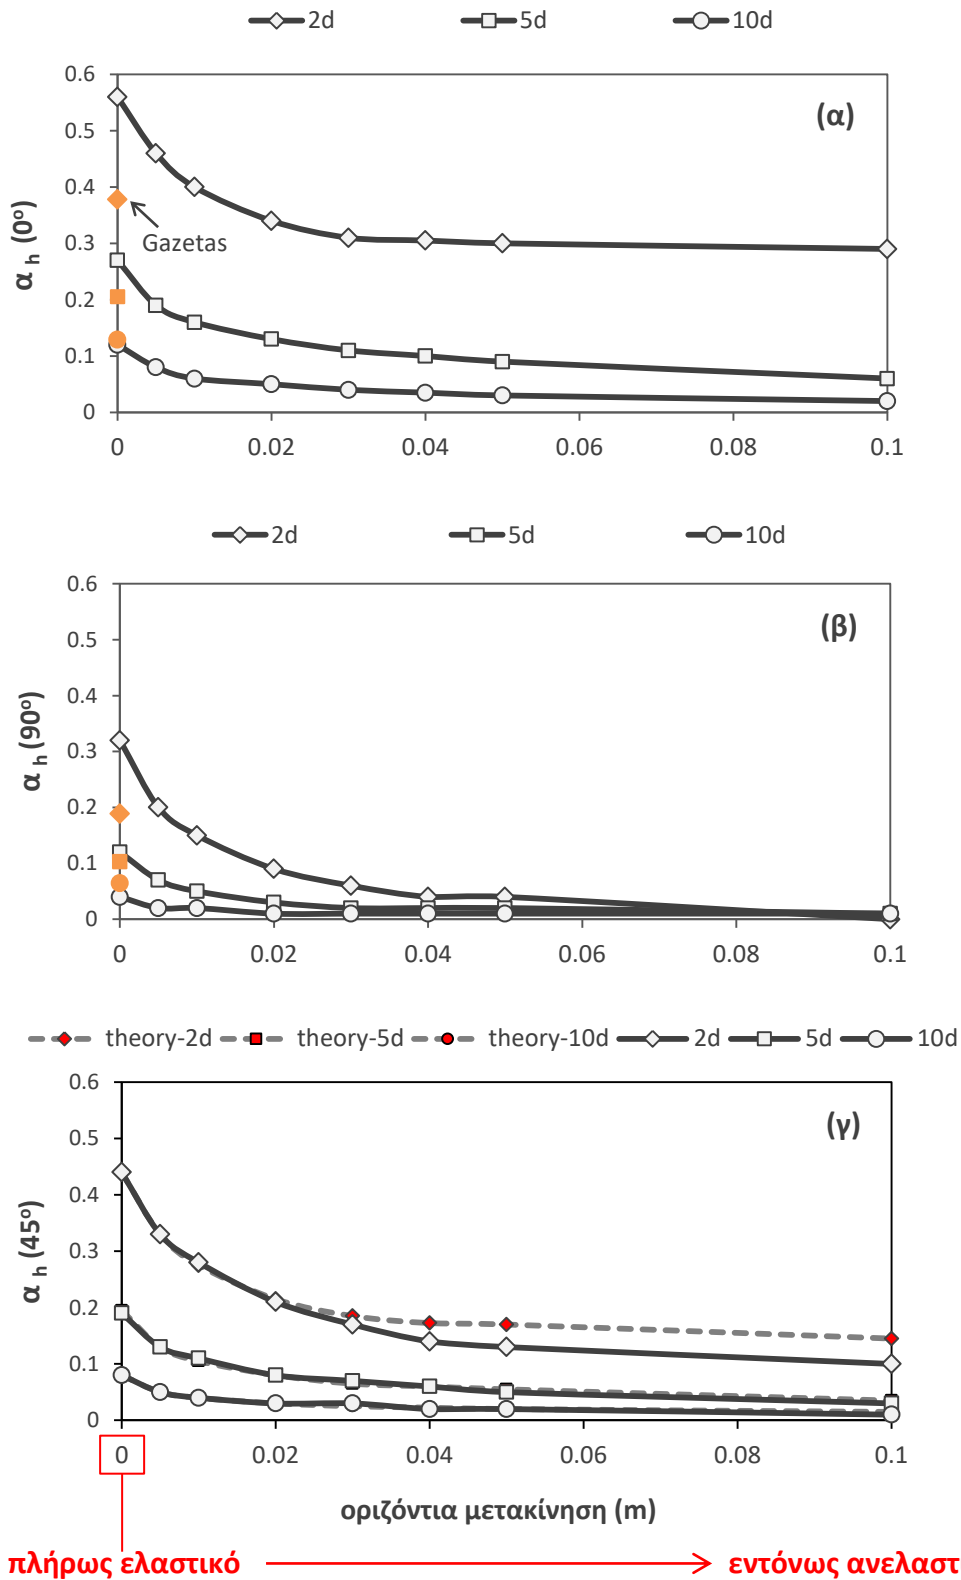 2d 5d 10d
0.6
(α)
0.5
0.4
Gazetas
0.3
0.2
0.1
0
α h (0º)
0 0.02 0.04 0.06 0.08 0.1
2d 5d 10d
0.6
(β)
0.5
0.4
0.3
0.2
0.1
0
α h (90º)
0 0.02 0.04 0.06 0.08 0.1
theory-2d theory-5d theory-10d 2d 5d 10d
0.6
(γ)
0.5
0.4
0.3
0.2
0.1
0
α h (45º)
0 0.02 0.04 0.06 0.08 0.1
οριζόντια μετακίνηση (m)
πλήρως ελαστικό εντόνως ανελαστ